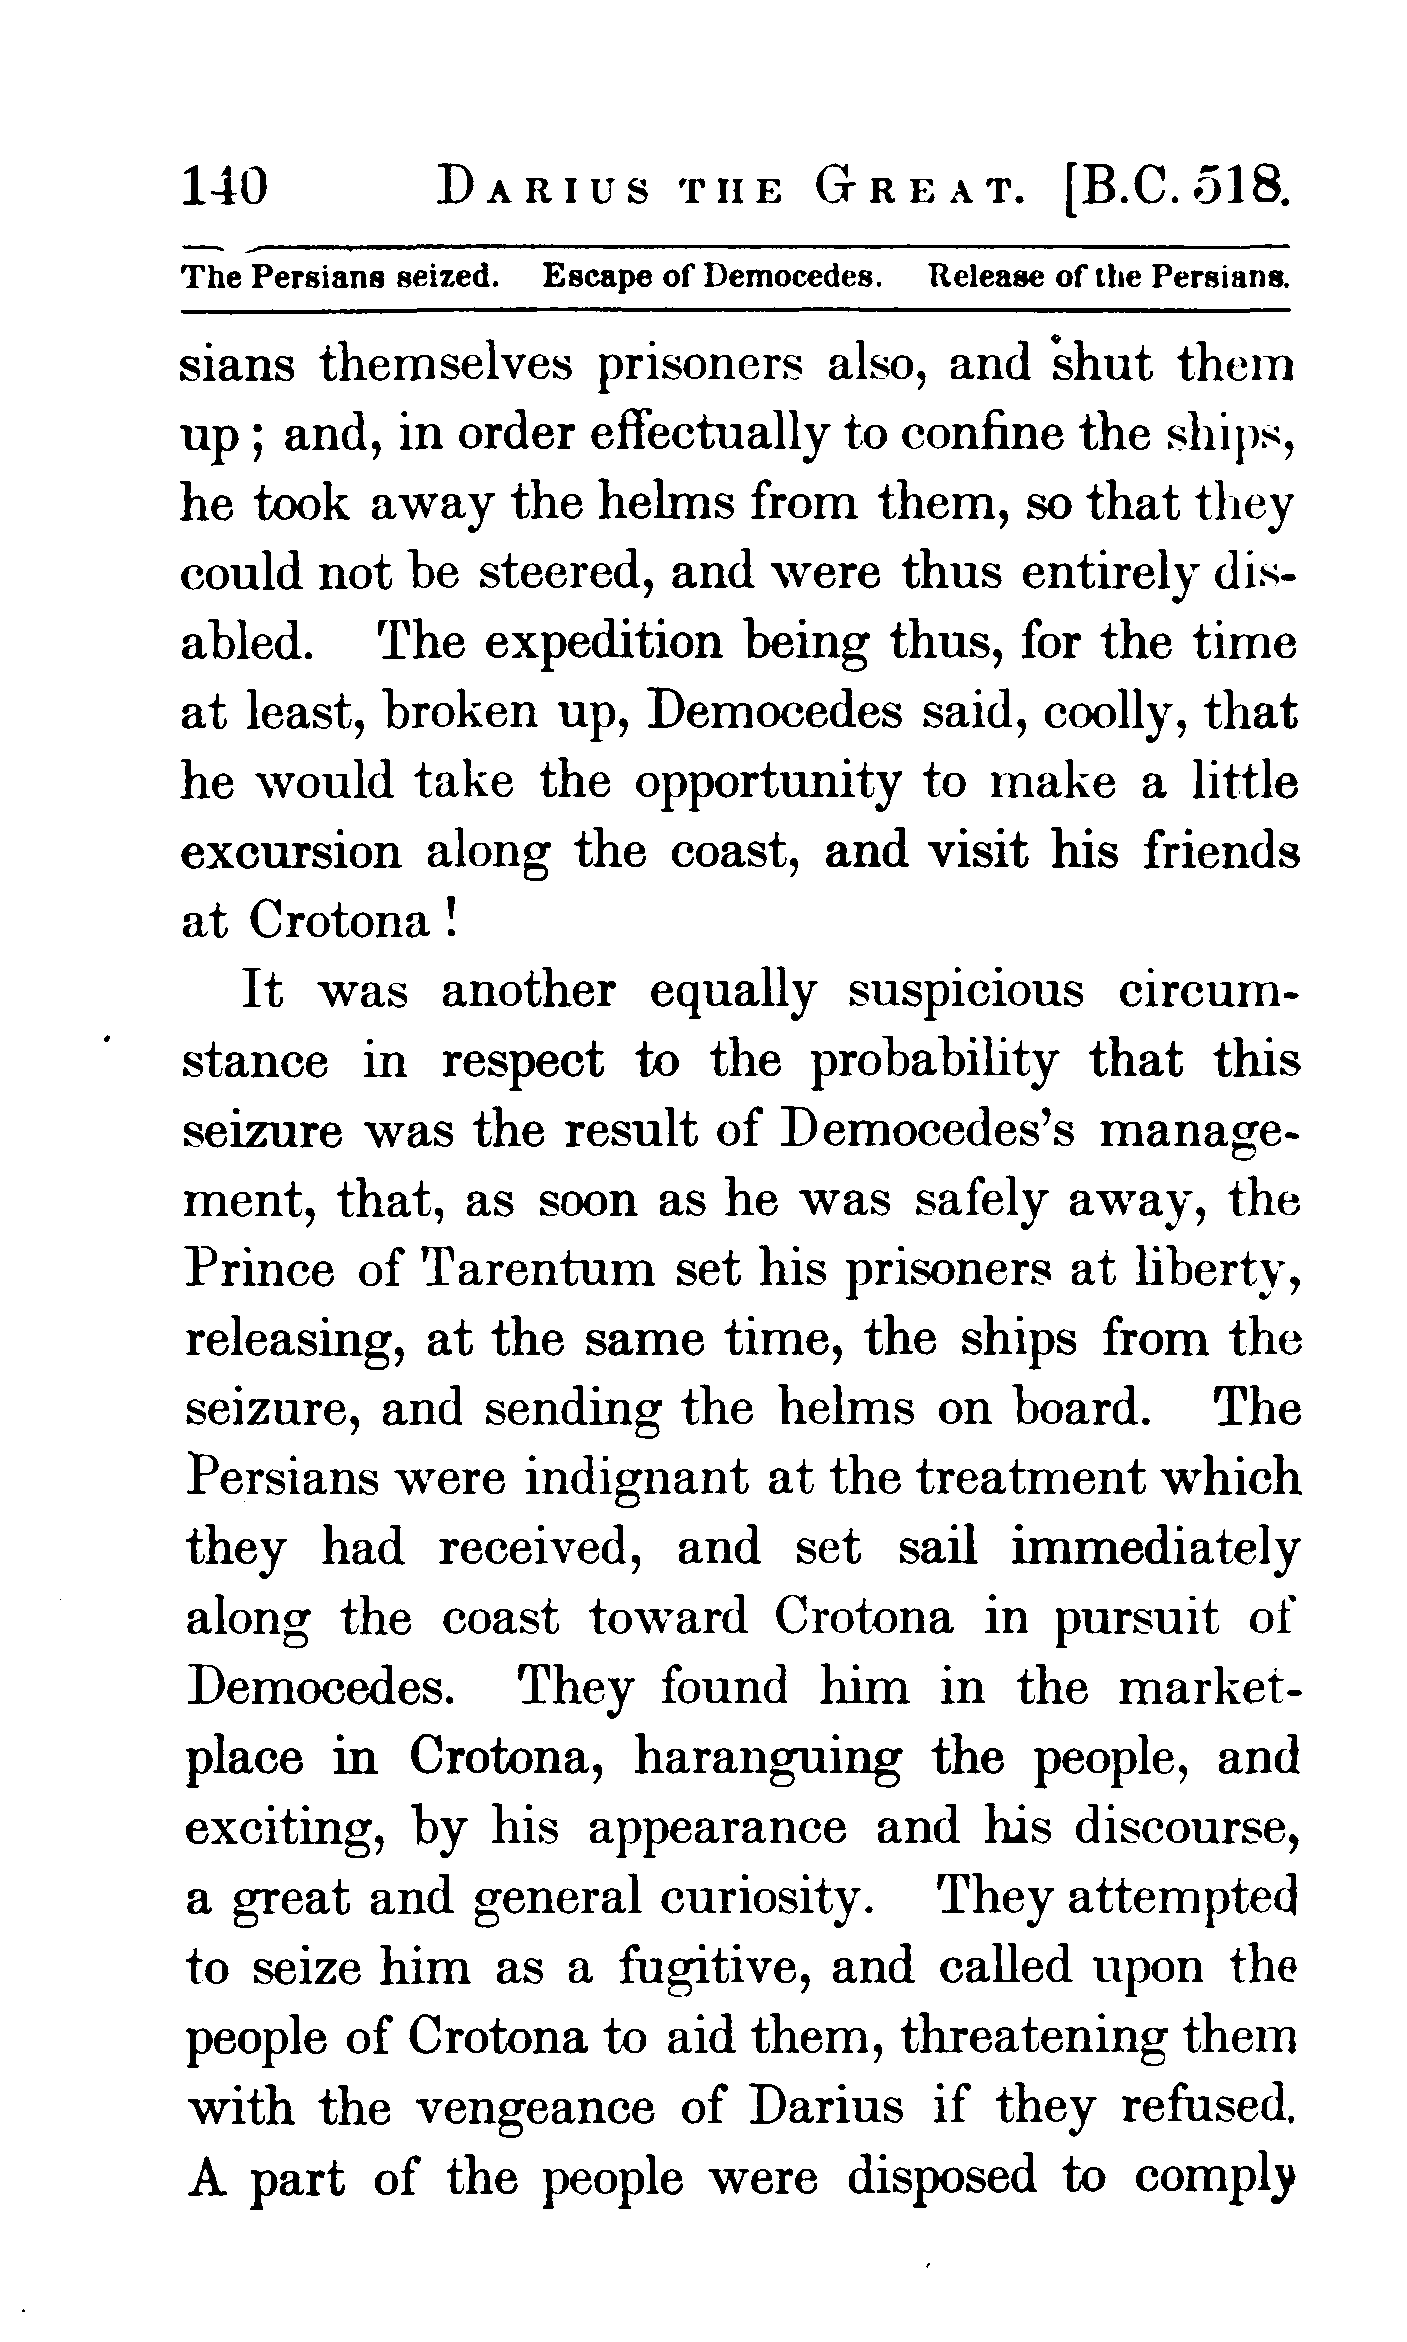 140 DARIUS THE GREAT. [B.C. 518.
The Persians seized. Escape of Democedes. Release of the Persians.
sians themselves prisoners also, and shut them
up ; and, in order effectually to confine the ships,
he took away the helms from them, so that they
could not be steered, and were thus entirely dis-
abled. The expedition being thus, for the time
at least, broken up, Democedes said, coolly, that
he would take the opportunity to make a little
excursion along the coast, and visit his friends
at Crotona !
It was another equally suspicious circum-
stance in respect to the probability that this
seizure was the result of Democedes's manage-
ment, that, as soon as he was safely away, the
Prince of Tarentum set his prisoners at liberty,
releasing, at the same time, the ships from the
seizure, and sending the helms on board. The
Persians were indignant at the treatment which
they had received, and set sail immediately
along the coast toward Crotona in pursuit of
Democedes. They found him in the market-
place in Crotona, haranguing the people, and
exciting, by his appearance and his discourse,
a great and general curiosity. They attempted
to seize him as a fugitive, and called upon the
people of Crotona to aid them, threatening them
with the vengeance of Darius if they refused.
A part of the people were disposed to comply